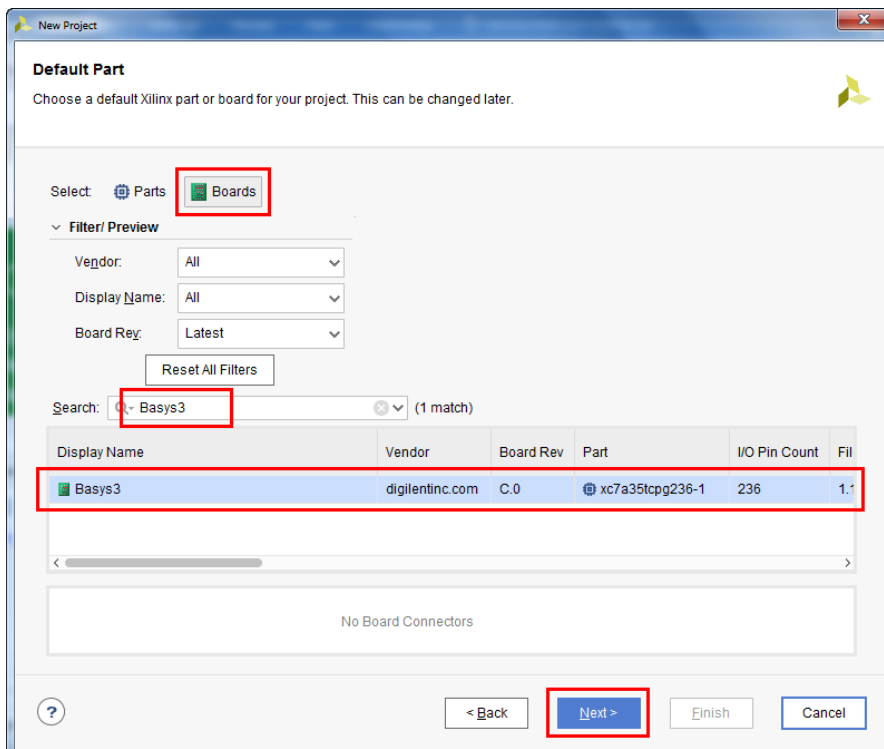 New Project
Default Part
Choose a default Xilinx part or board for your project. This can be changed later.
Select: Parts Boards
Filter/ Preview
Vendor: All
Display Name: All
Board Rev: Latest
Reset All Filters
Search: Basys3 (1 match)
Display Name Vendor Board Rev Part I/O Pin Count Fil
Basys3 digilentinc.com C.0 xc7a35tcpg236-1 236 1.1
No Board Connectors
? < Back Next > Finish Cancel